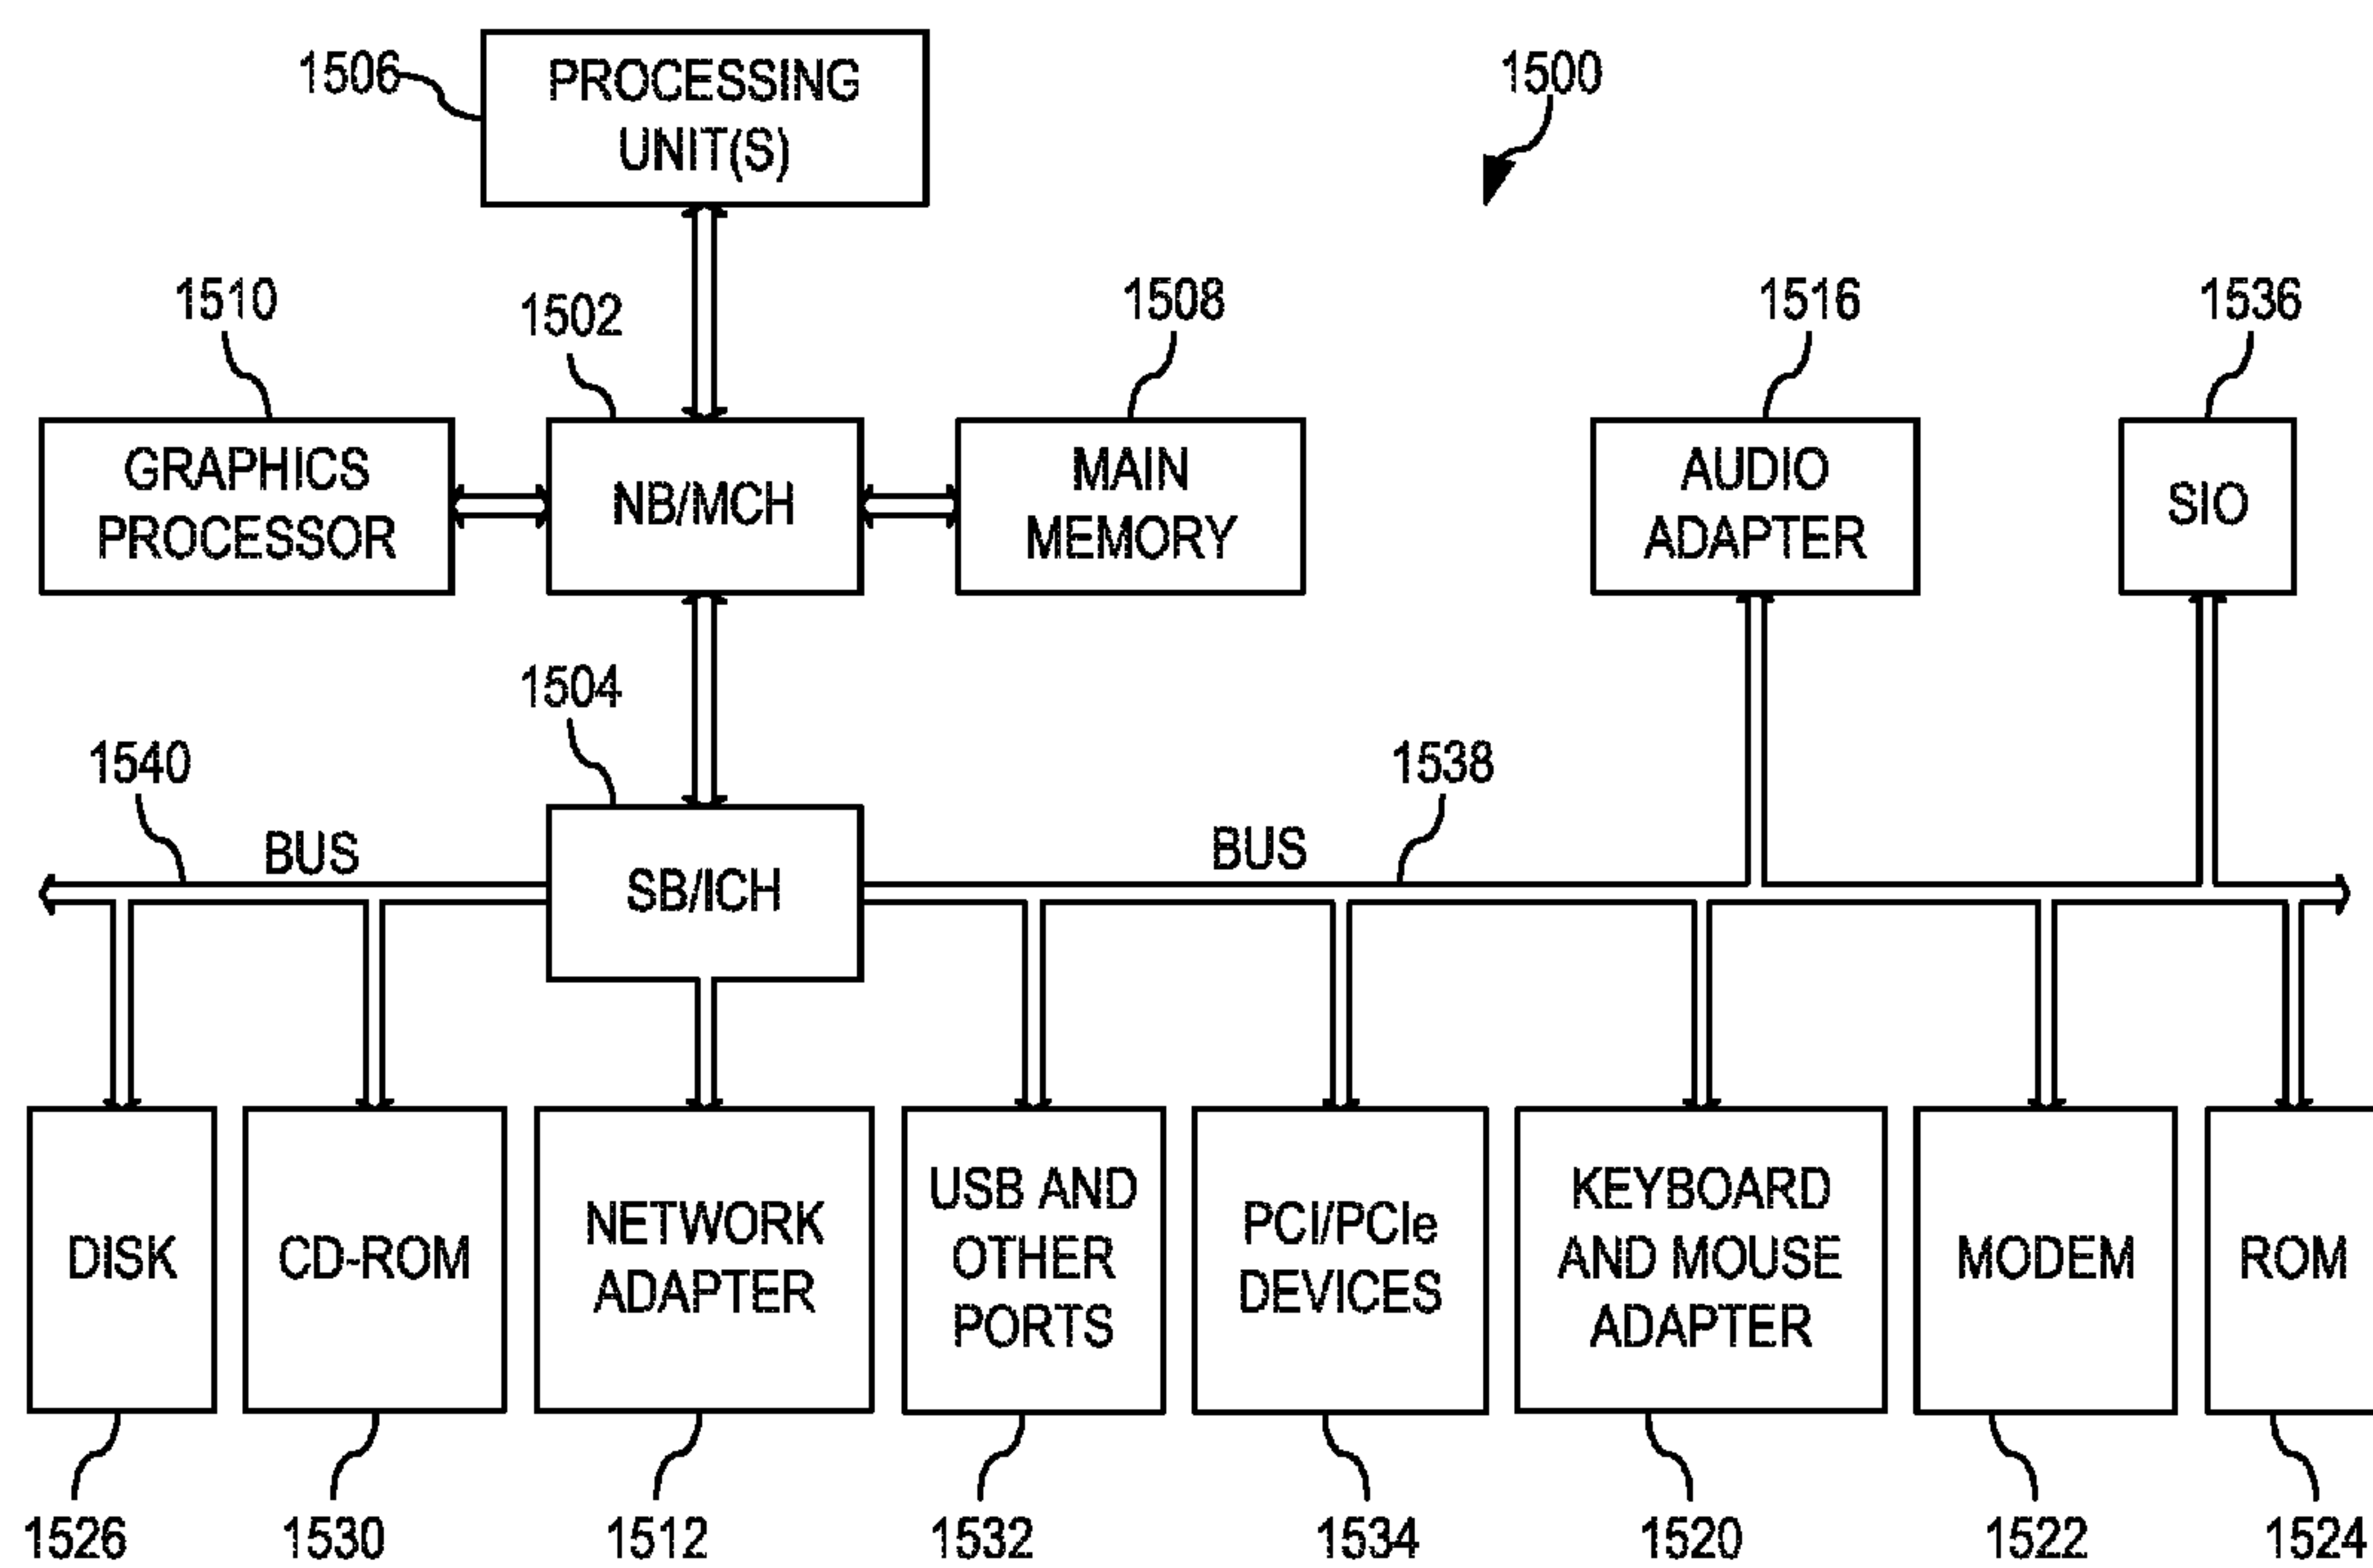 1506
PROCESSING
UNIT(S)
1500
1510
1502
1508
1516
1536
GRAPHICS
PROCESSOR
NB/MCH
MAIN
MEMORY
AUDIO
ADAPTER
SIO
1504
1540
1538
BUS
SB/ICH
BUS
DISK
CD-ROM
NETWORK
ADAPTER
USB AND
OTHER
PORTS
PCI/PCIe
DEVICES
KEYBOARD
AND MOUSE
ADAPTER
MODEM
ROM
1526
1530
1512
1532
1534
1520
1522
1524